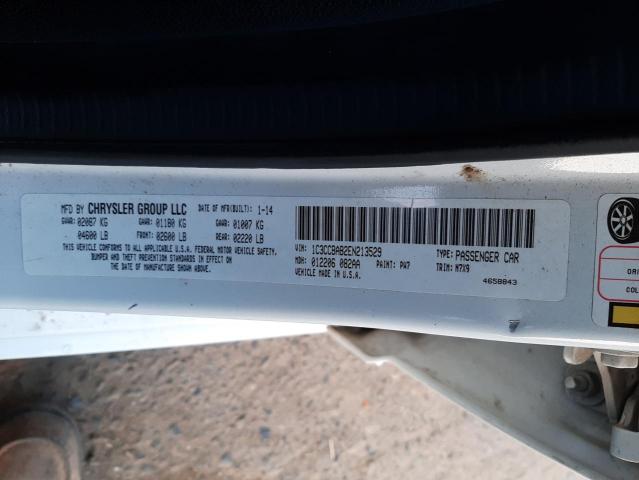 MFD BY CHRYSLER GROUP LLC DATE OF MFR(BUILT): 1-14
GVWR: 02087 KG GAWR: 01180 KG GAWR: 01007 KG
04600 LB FRONT: 02600 LB REAR: 02220 LB
THIS VEHICLE CONFORMS TO ALL APPLICABLE U.S.A. FEDERAL MOTOR VEHICLE SAFETY,
BUMPER AND THEFT PREVENTION STANDARDS IN EFFECT ON
THE DATE OF MANUFACTURE SHOWN ABOVE.
VIN: 1C3CCBAB2EN213529 TYPE: PASSENGER CAR
MDH: 012206 082AA PAINT: PW7 TRIM: M7X9
VEHICLE MADE IN U.S.A. 4658843